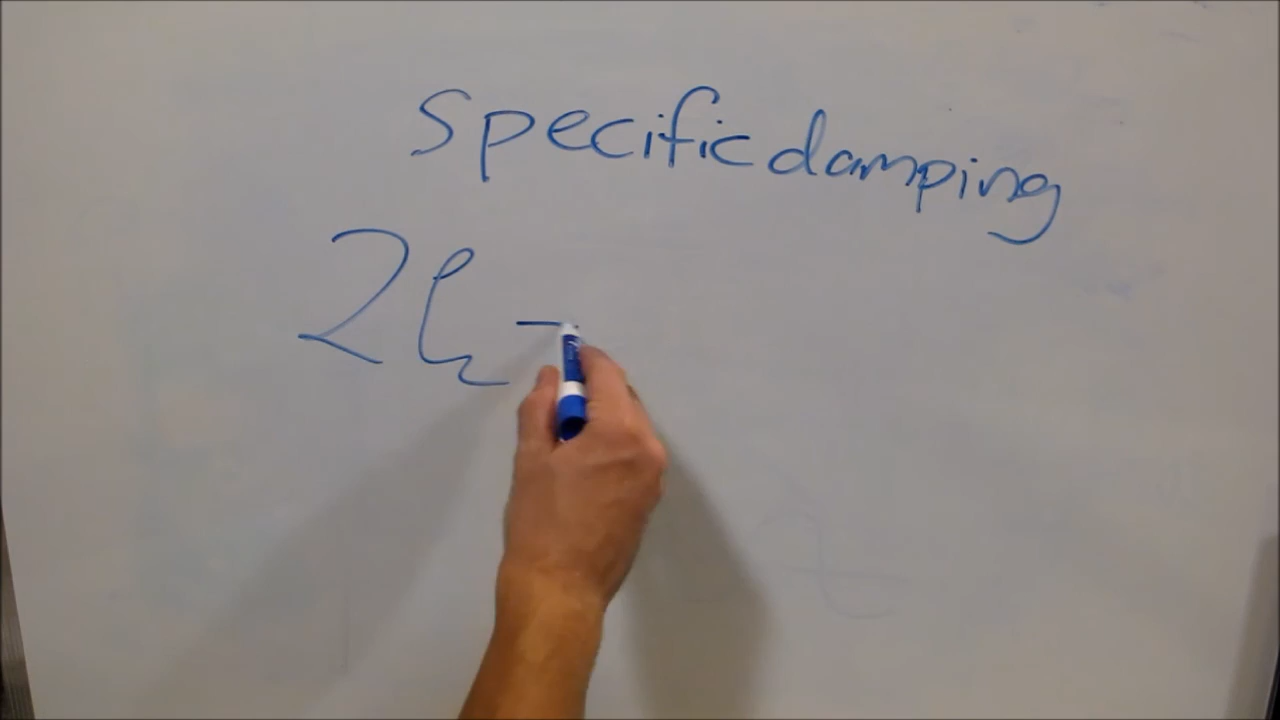 specific damping
2ζ -